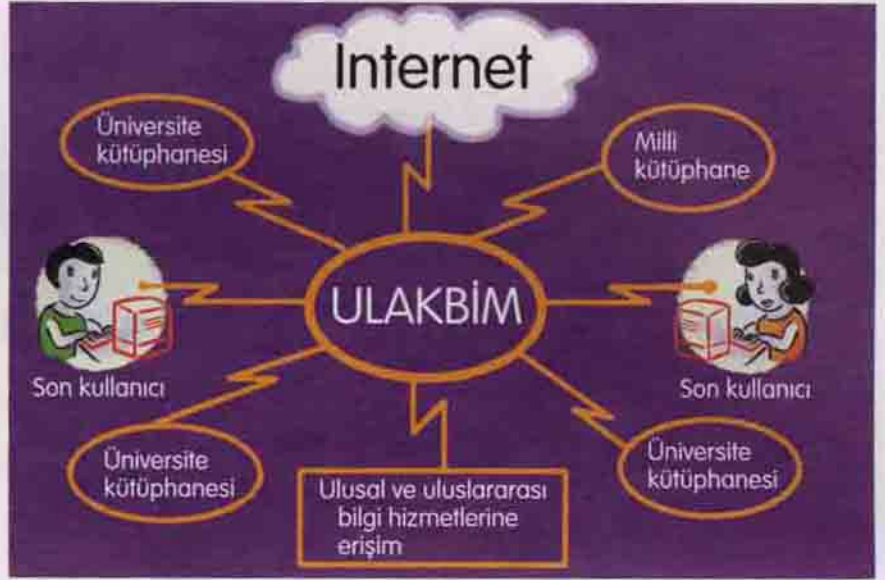 Internet
Üniversite
kütüphanesi
Milli
kütüphane
ULAKBİM
Son kullanıcı
Son kullanıcı
Üniversite
kütüphanesi
Ulusal ve uluslararası
bilgi hizmetlerine
erişim
Üniversite
kütüphanesi